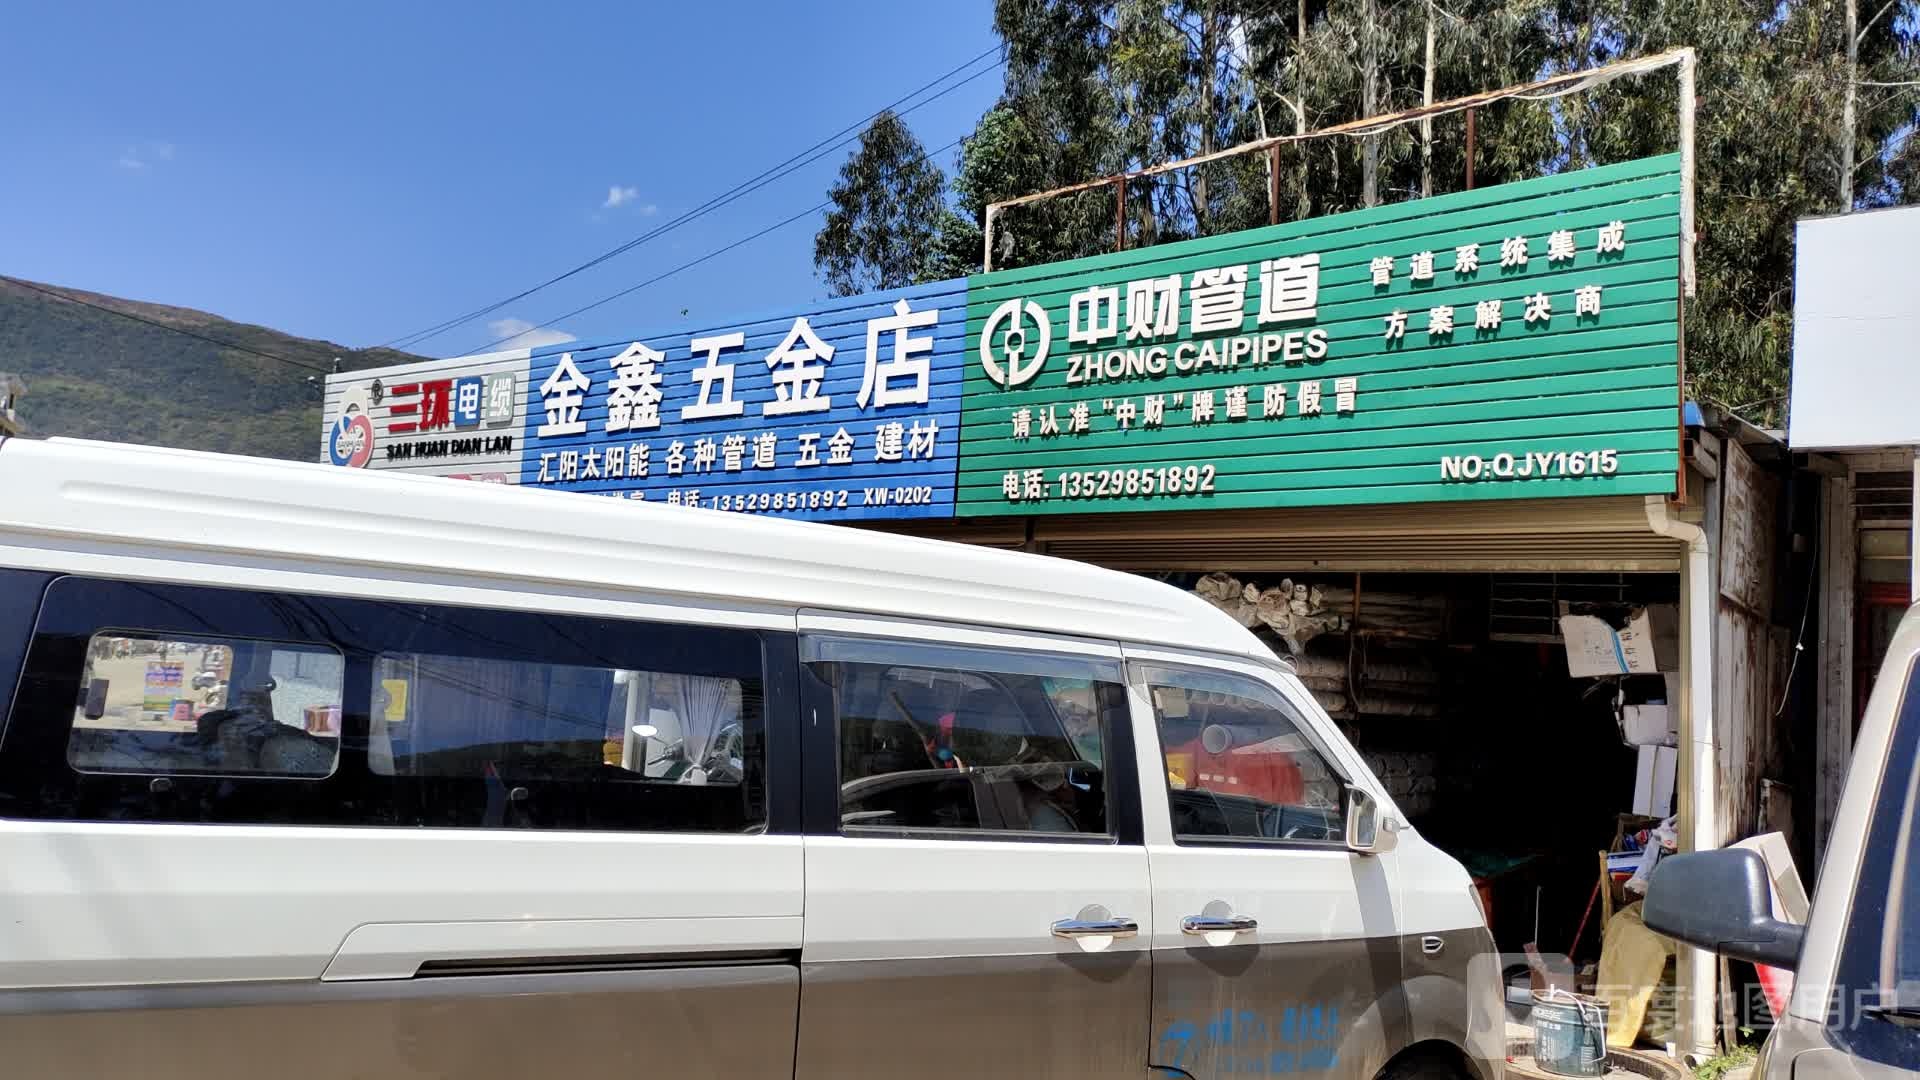 三环电缆
SAN HUAN DIAN LAN
金鑫五金店
汇阳太阳能 各种管道 五金 建材
电话:13529851892 XW-0202
中财管道
ZHONG CAIPIPES
管道系统集成
方案解决商
请认准“中财”牌谨防假冒
电话:13529851892
NO:QJY1615
百度地图用户